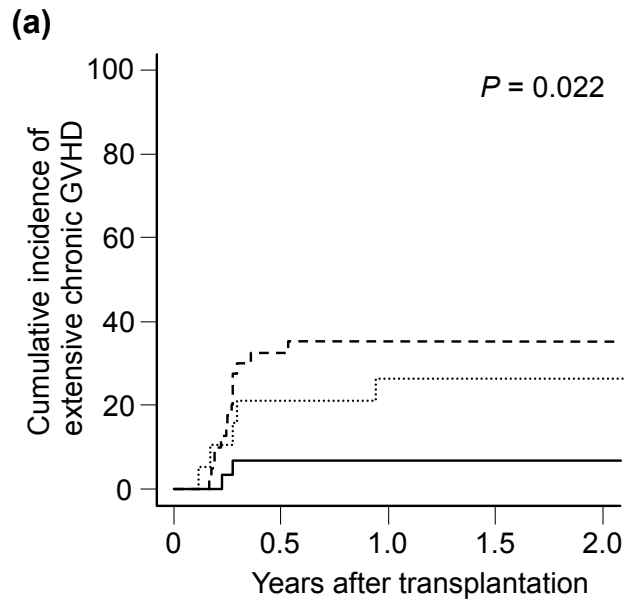 (a)
P = 0.022
Cumulative incidence of
extensive chronic GVHD
100
80
60
40
20
0
0 0.5 1.0 1.5 2.0
Years after transplantation